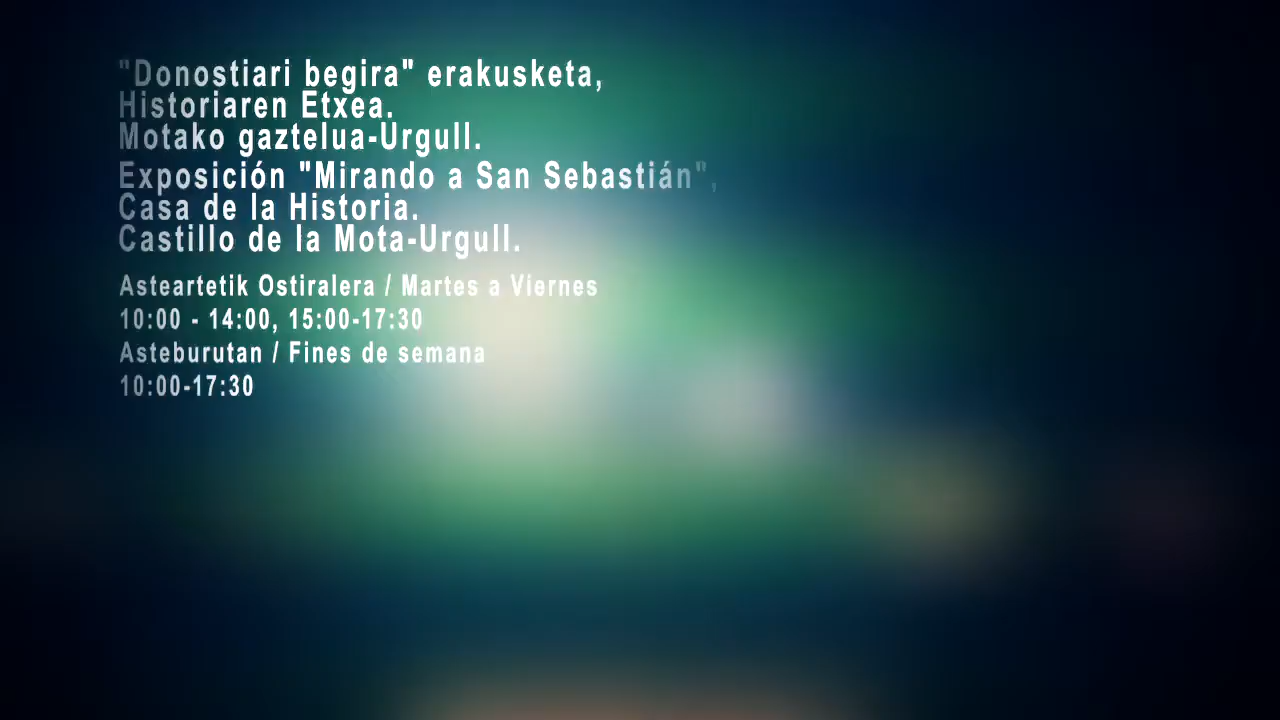 "Donostiari begira" erakusketa,
Historiaren Etxea.
Motako gaztelua-Urgull.
Exposición "Mirando a San Sebastián",
Casa de la Historia.
Castillo de la Mota-Urgull.
Asteartetik Ostiralera / Martes a Viernes
10:00 - 14:00, 15:00-17:30
Asteburutan / Fines de semana
10:00-17:30